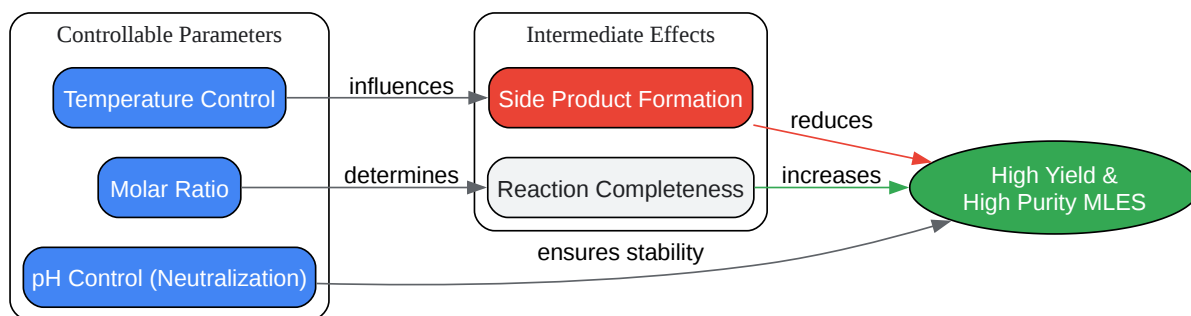 Controllable Parameters
Intermediate Effects
Temperature Control
influences
Side Product Formation
reduces
Molar Ratio
determines
Reaction Completeness
increases
High Yield &
High Purity MLES
pH Control (Neutralization)
ensures stability